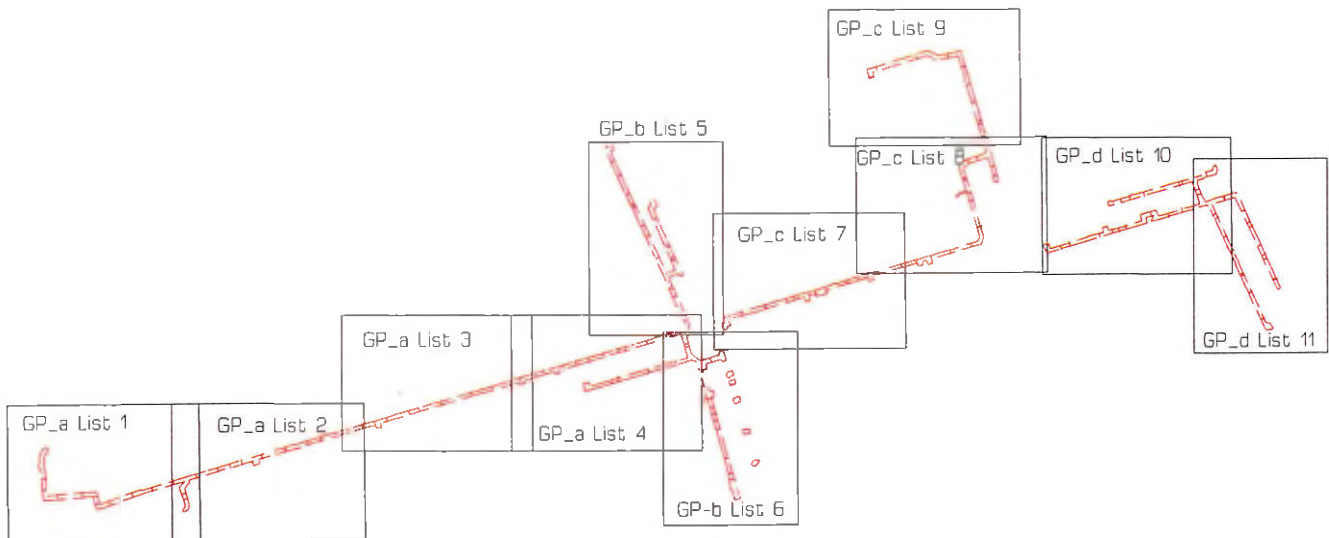 GP_c List 9
GP_b List 5
GP_c List 8
GP_d List 10
GP_c List 7
GP_a List 3
GP_d List 11
GP_a List 1
GP_a List 2
GP_a List 4
GP-b List 6